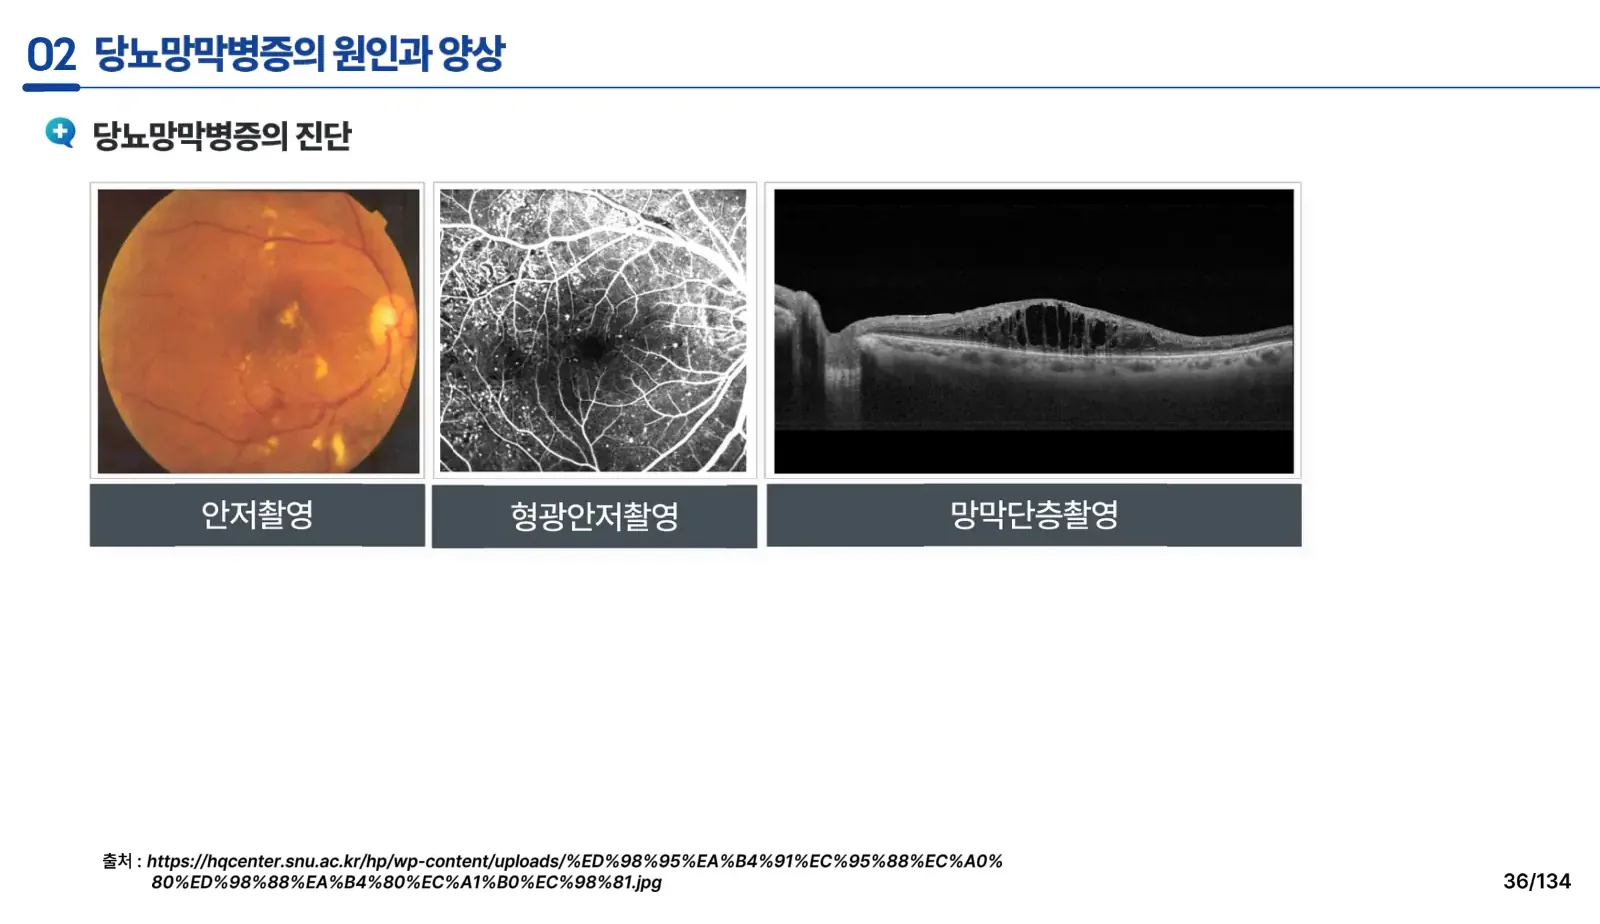 02 당뇨망막병증의 원인과 양상
당뇨망막병증의 진단
안저촬영
형광안저촬영
망막단층촬영
출처 : https://hqcenter.snu.ac.kr/hp/wp-content/uploads/%ED%98%95%EA%B4%91%EC%95%88%EC%A0%
80%ED%98%88%EA%B4%80%EC%A1%B0%EC%98%81.jpg
36/134